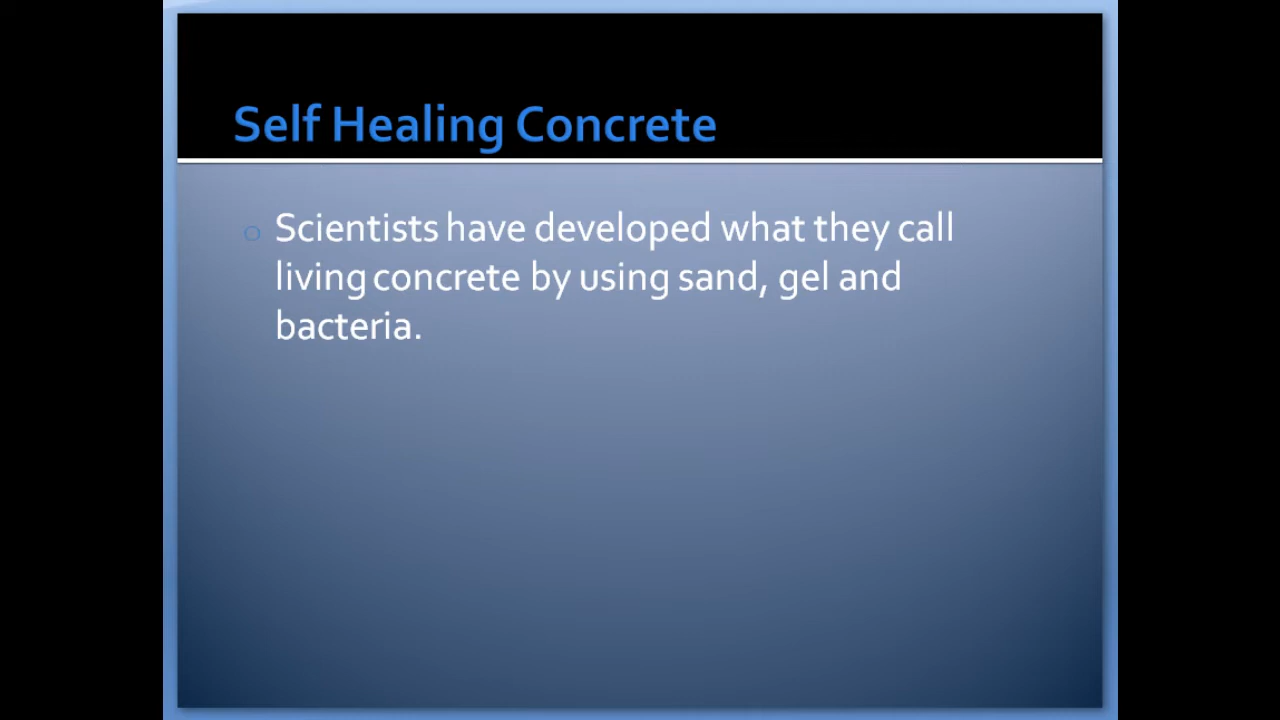 Self Healing Concrete
Scientists have developed what they call
living concrete by using sand, gel and
bacteria.